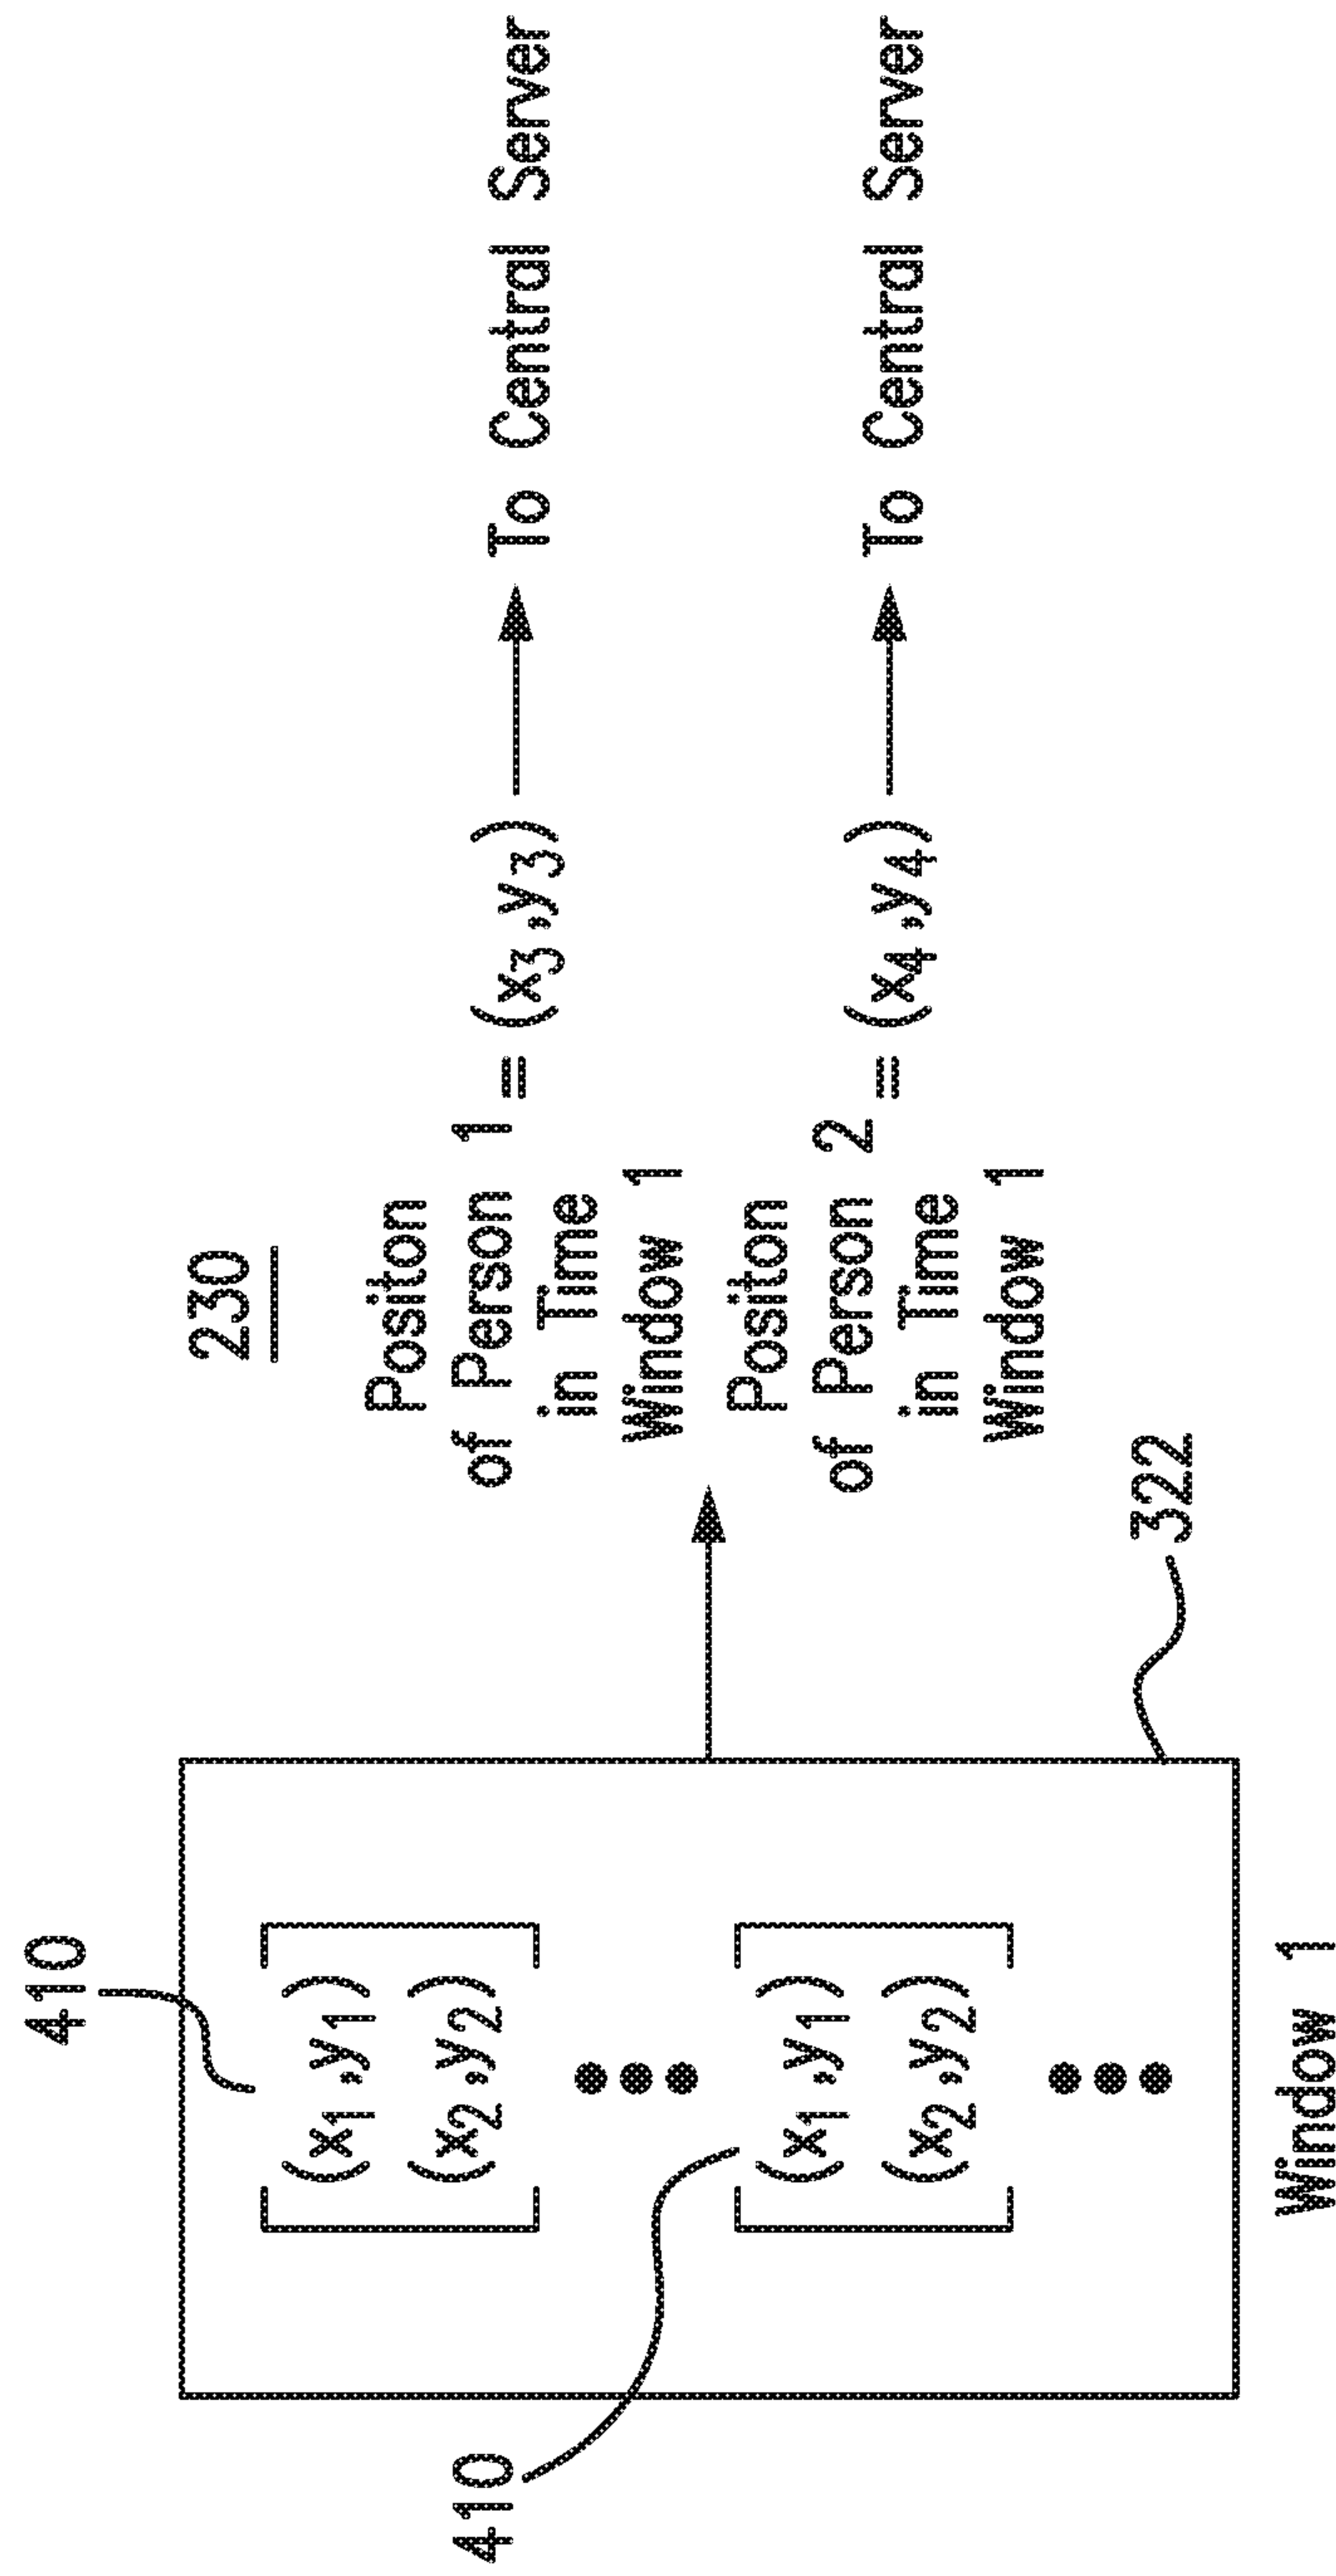 230
410
410
(x1,y1)
(x2,y2)
(x1,y1)
(x2,y2)
Window 1
322
Positon
of Person 1 = (x3,y3)
in Time
Window 1
To Central Server
Positon
of Person 2 = (x4,y4)
in Time
Window 1
To Central Server